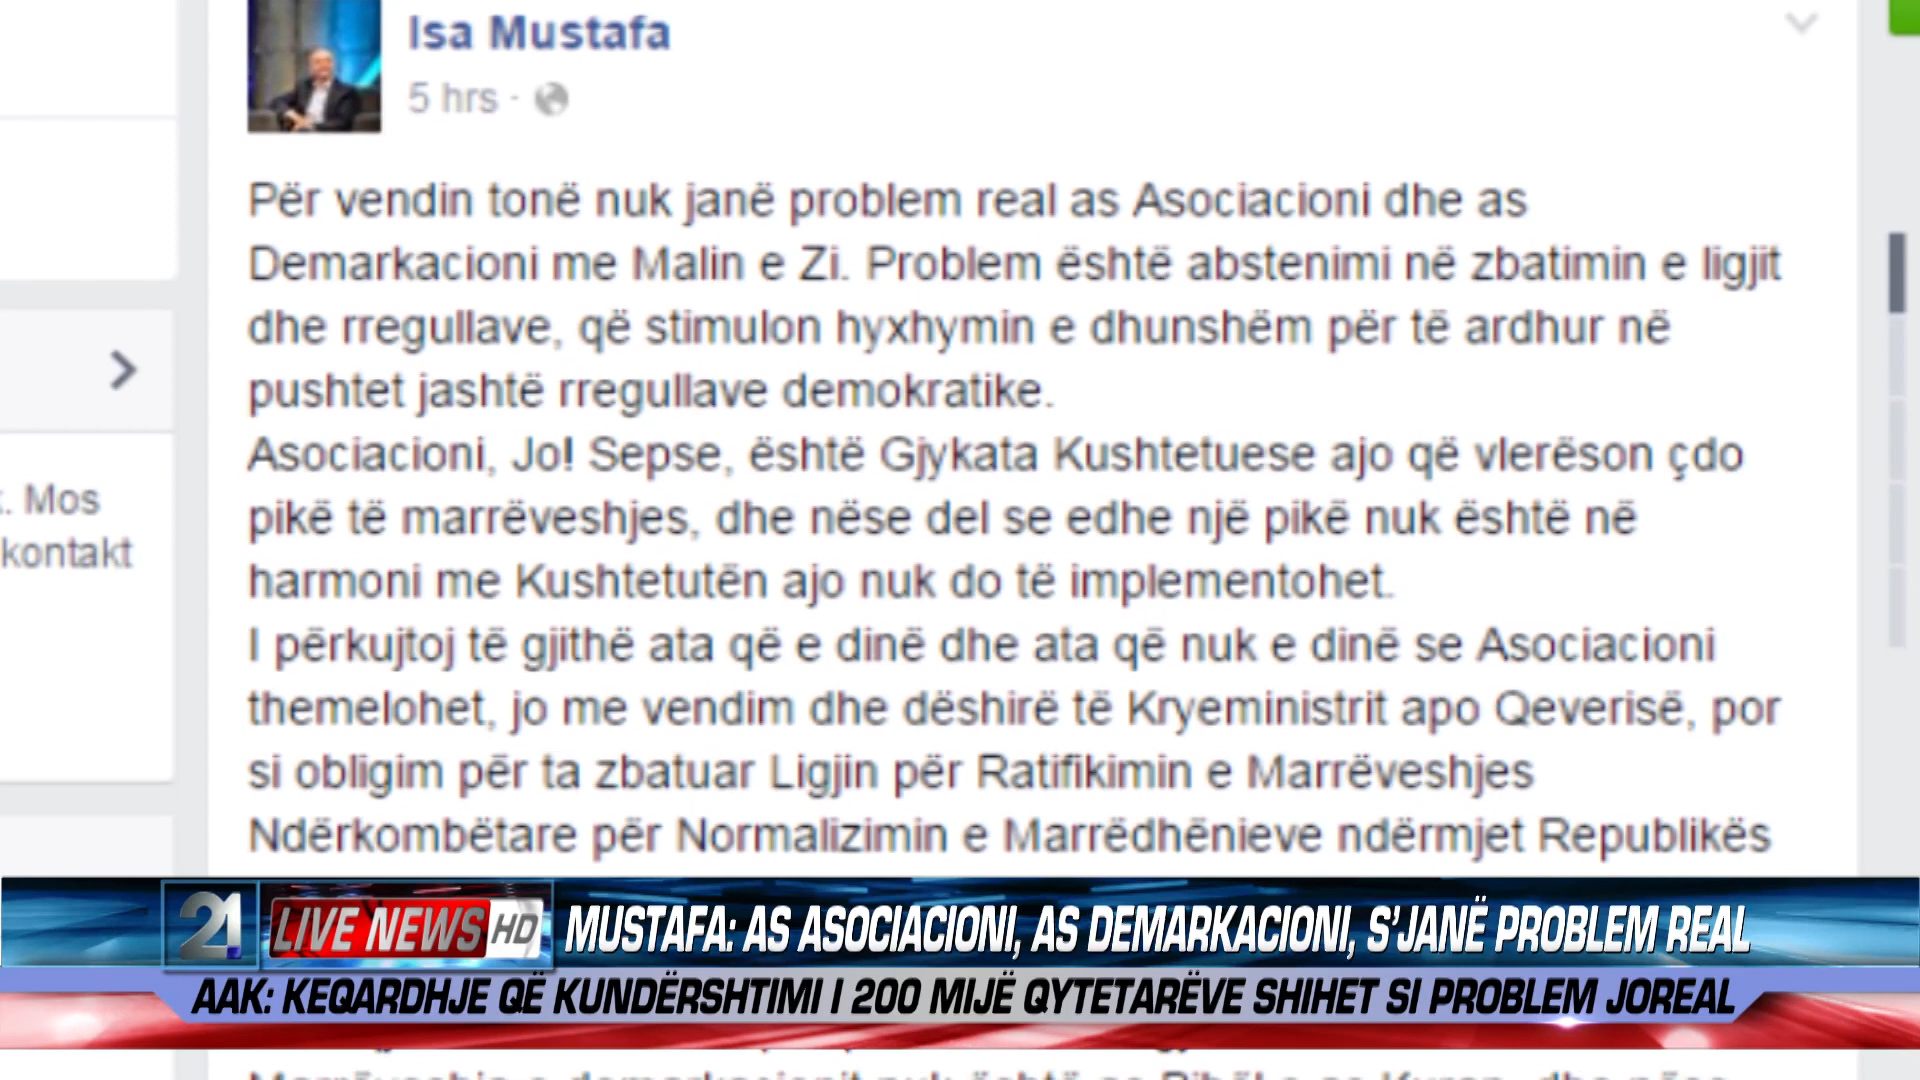 Isa Mustafa
5 hrs ·
Për vendin tonë nuk janë problem real as Asociacioni dhe as
Demarkacioni me Malin e Zi. Problem është abstenimi në zbatimin e ligjit
dhe rregullave, që stimulon hyxhymin e dhunshëm për të ardhur në
pushtet jashtë rregullave demokratike.
Asociacioni, Jo! Sepse, është Gjykata Kushtetuese ajo që vlerëson çdo
pikë të marrëveshjes, dhe nëse del se edhe një pikë nuk është në
harmoni me Kushtetutën ajo nuk do të implementohet.
I përkujtoj të gjithë ata që e dinë dhe ata që nuk e dinë se Asociacioni
themelohet, jo me vendim dhe dëshirë të Kryeministrit apo Qeverisë, por
si obligim për ta zbatuar Ligjin për Ratifikimin e Marrëveshjes
Ndërkombëtare për Normalizimin e Marrëdhënieve ndërmjet Republikës
. Mos
kontakt
21 LIVE NEWS HD MUSTAFA: AS ASOCIACIONI, AS DEMARKACIONI, S'JANË PROBLEM REAL
AAK: KEQARDHJE QË KUNDËRSHTIMI I 200 MIJË QYTETARËVE SHIHET SI PROBLEM JOREAL